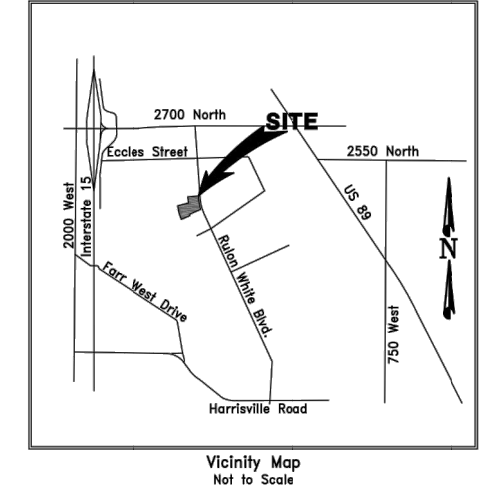 2700 North
SITE
Eccles Street
2550 North
2000 West
Interstate 15
US 89
N
Rulon White Blvd.
Farr West Drive
750 West
Harrisville Road
Vicinity Map
Not to Scale